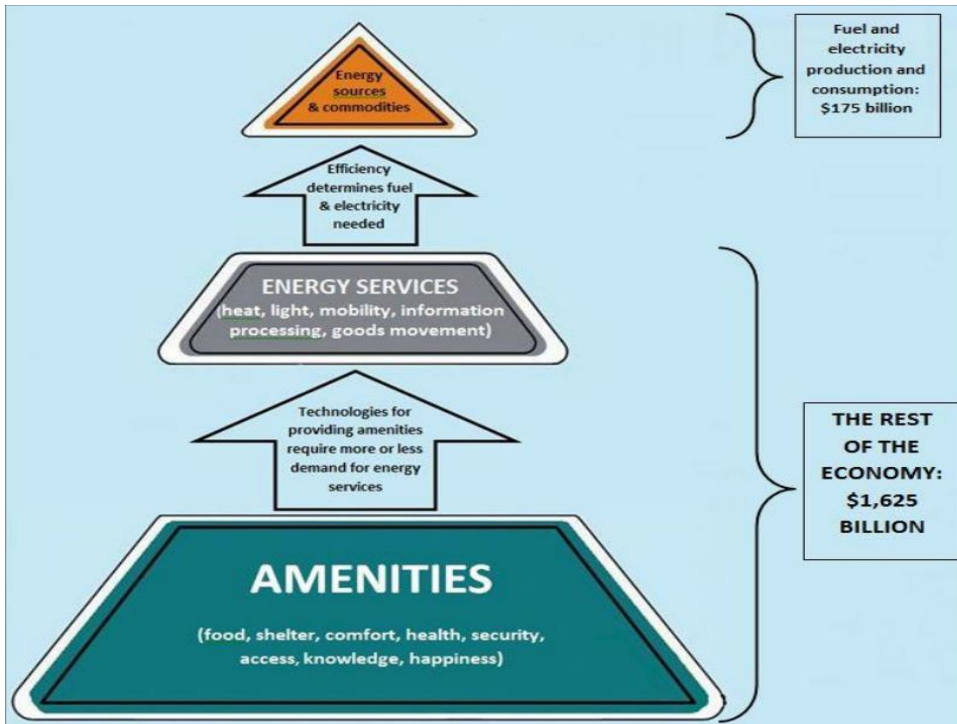 Energy
sources
& commodities
Fuel and
electricity
production and
consumption:
$175 billion
Efficiency
determines fuel
& electricity
needed
ENERGY SERVICES
(heat, light, mobility, information
processing, goods movement)
Technologies for
providing amenities
require more or less
demand for energy
services
THE REST
OF THE
ECONOMY:
$1,625
BILLION
AMENITIES
(food, shelter, comfort, health, security,
access, knowledge, happiness)